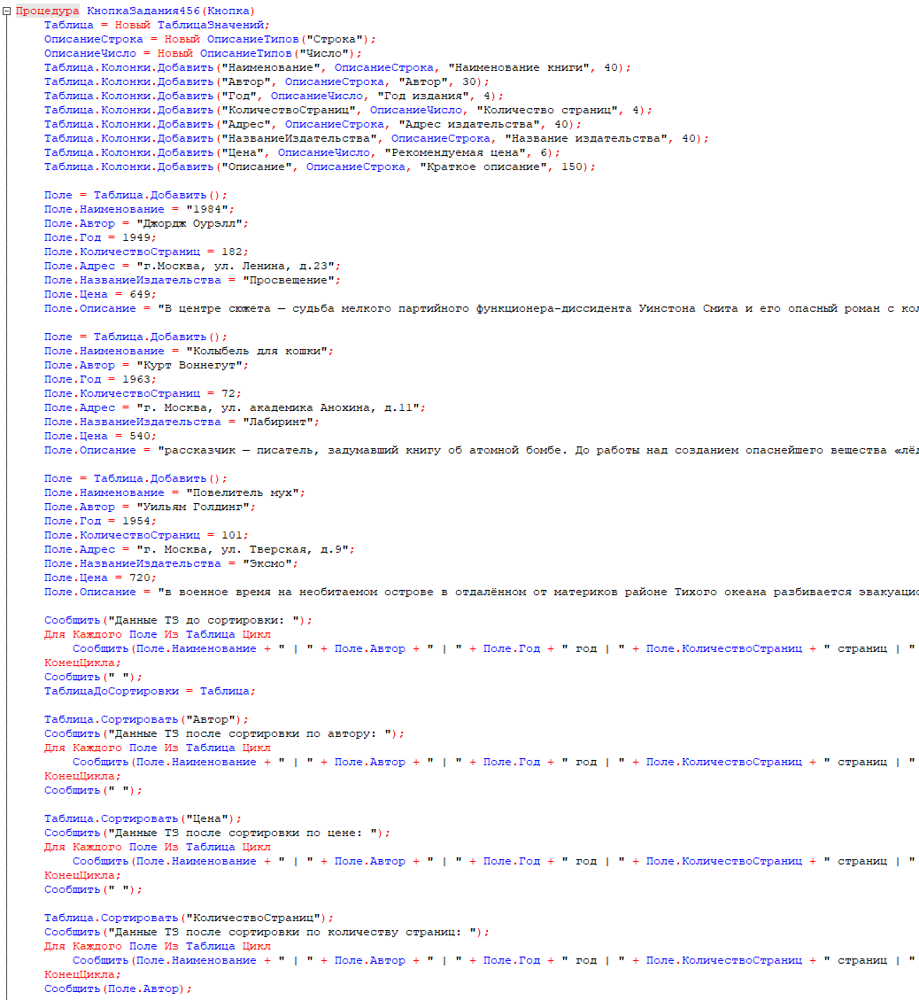 Процедура КнопкаЗадания456(Кнопка)
Таблица = Новый ТаблицаЗначений;
ОписаниеСтрока = Новый ОписаниеТипов("Строка");
ОписаниеЧисло = Новый ОписаниеТипов("Число");
Таблица.Колонки.Добавить("Наименование", ОписаниеСтрока, "Наименование книги", 40);
Таблица.Колонки.Добавить("Автор", ОписаниеСтрока, "Автор", 30);
Таблица.Колонки.Добавить("Год", ОписаниеЧисло, "Год издания", 4);
Таблица.Колонки.Добавить("КоличествоСтраниц", ОписаниеЧисло, "Количество страниц", 4);
Таблица.Колонки.Добавить("Адрес", ОписаниеСтрока, "Адрес издательства", 40);
Таблица.Колонки.Добавить("НазваниеИздательства", ОписаниеСтрока, "Название издательства", 40);
Таблица.Колонки.Добавить("Цена", ОписаниеЧисло, "Рекомендуемая цена", 6);
Таблица.Колонки.Добавить("Описание", ОписаниеСтрока, "Краткое описание", 150);
Поле = Таблица.Добавить();
Поле.Наименование = "1984";
Поле.Автор = "Джордж Оурэлл";
Поле.Год = 1949;
Поле.КоличествоСтраниц = 182;
Поле.Адрес = "г.Москва, ул. Ленина, д.23";
Поле.НазваниеИздательства = "Просвещение";
Поле.Цена = 649;
Поле.Описание = "В центре сюжета — судьба мелкого партийного функционера-диссидента Уинстона Смита и его опасный роман с кол
Поле = Таблица.Добавить();
Поле.Наименование = "Колыбель для кошки";
Поле.Автор = "Курт Воннегут";
Поле.Год = 1963;
Поле.КоличествоСтраниц = 72;
Поле.Адрес = "г. Москва, ул. академика Анохина, д.11";
Поле.НазваниеИздательства = "Лабиринт";
Поле.Цена = 540;
Поле.Описание = "рассказчик — писатель, задумавший книгу об атомной бомбе. До работы над созданием опаснейшего вещества «лёд
Поле = Таблица.Добавить();
Поле.Наименование = "Повелитель мух";
Поле.Автор = "Уильям Голдинг";
Поле.Год = 1954;
Поле.КоличествоСтраниц = 101;
Поле.Адрес = "г. Москва, ул. Тверская, д.9";
Поле.НазваниеИздательства = "Эксмо";
Поле.Цена = 720;
Поле.Описание = "в военное время на необитаемом острове в отдалённом от материков районе Тихого океана разбивается эвакуацио
Сообщить("Данные ТЗ до сортировки: ");
Для Каждого Поле Из Таблица Цикл
Сообщить(Поле.Наименование + " | " + Поле.Автор + " | " + Поле.Год + " год | " + Поле.КоличествоСтраниц + " страниц | "
КонецЦикла;
Сообщить(" ");
ТаблицаДоСортировки = Таблица;
Таблица.Сортировать("Автор");
Сообщить("Данные ТЗ после сортировки по автору: ");
Для Каждого Поле Из Таблица Цикл
Сообщить(Поле.Наименование + " | " + Поле.Автор + " | " + Поле.Год + " год | " + Поле.КоличествоСтраниц + " страниц | "
КонецЦикла;
Сообщить(" ");
Таблица.Сортировать("Цена");
Сообщить("Данные ТЗ после сортировки по цене: ");
Для Каждого Поле Из Таблица Цикл
Сообщить(Поле.Наименование + " | " + Поле.Автор + " | " + Поле.Год + " год | " + Поле.КоличествоСтраниц + " страниц | "
КонецЦикла;
Сообщить(" ");
Таблица.Сортировать("КоличествоСтраниц");
Сообщить("Данные ТЗ после сортировки по количеству страниц: ");
Для Каждого Поле Из Таблица Цикл
Сообщить(Поле.Наименование + " | " + Поле.Автор + " | " + Поле.Год + " год | " + Поле.КоличествоСтраниц + " страниц | "
КонецЦикла;
Сообщить(Поле.Автор);